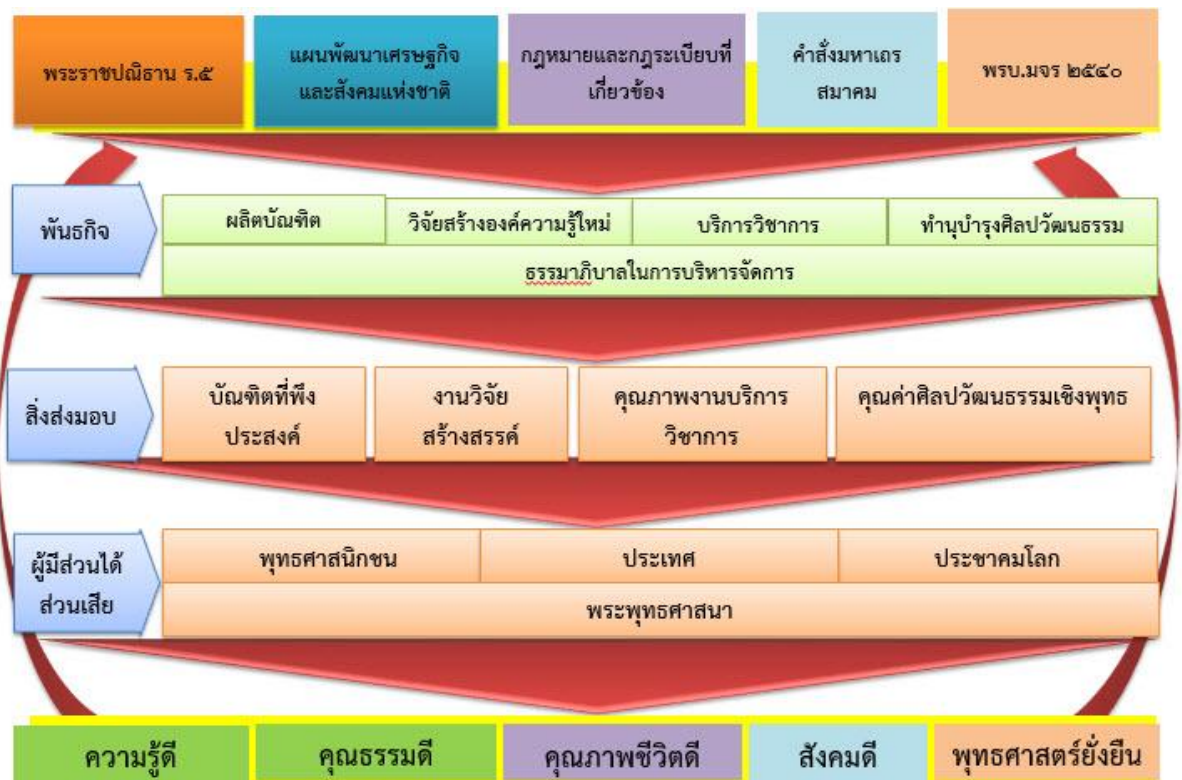 พระราชปณิธาน ร.๕
แผนพัฒนาเศรษฐกิจ
และสังคมแห่งชาติ
กฎหมายและกฎระเบียบที่
เกี่ยวข้อง
คำสั่งมหาเถร
สมาคม
พรบ.มจร ๒๕๔๐
พันธกิจ
ผลิตบัณฑิต
วิจัยสร้างองค์ความรู้ใหม่
บริการวิชาการ
ทำนุบำรุงศิลปวัฒนธรรม
ธรรมาภิบาลในการบริหารจัดการ
สิ่งส่งมอบ
บัณฑิตที่พึง
ประสงค์
งานวิจัย
สร้างสรรค์
คุณภาพงานบริการ
วิชาการ
คุณค่าศิลปวัฒนธรรมเชิงพุทธ
ผู้มีส่วนได้
ส่วนเสีย
พุทธศาสนิกชน
ประเทศ
ประชาคมโลก
พระพุทธศาสนา
ความรู้ดี
คุณธรรมดี
คุณภาพชีวิตดี
สังคมดี
พุทธศาสตร์ยั่งยืน